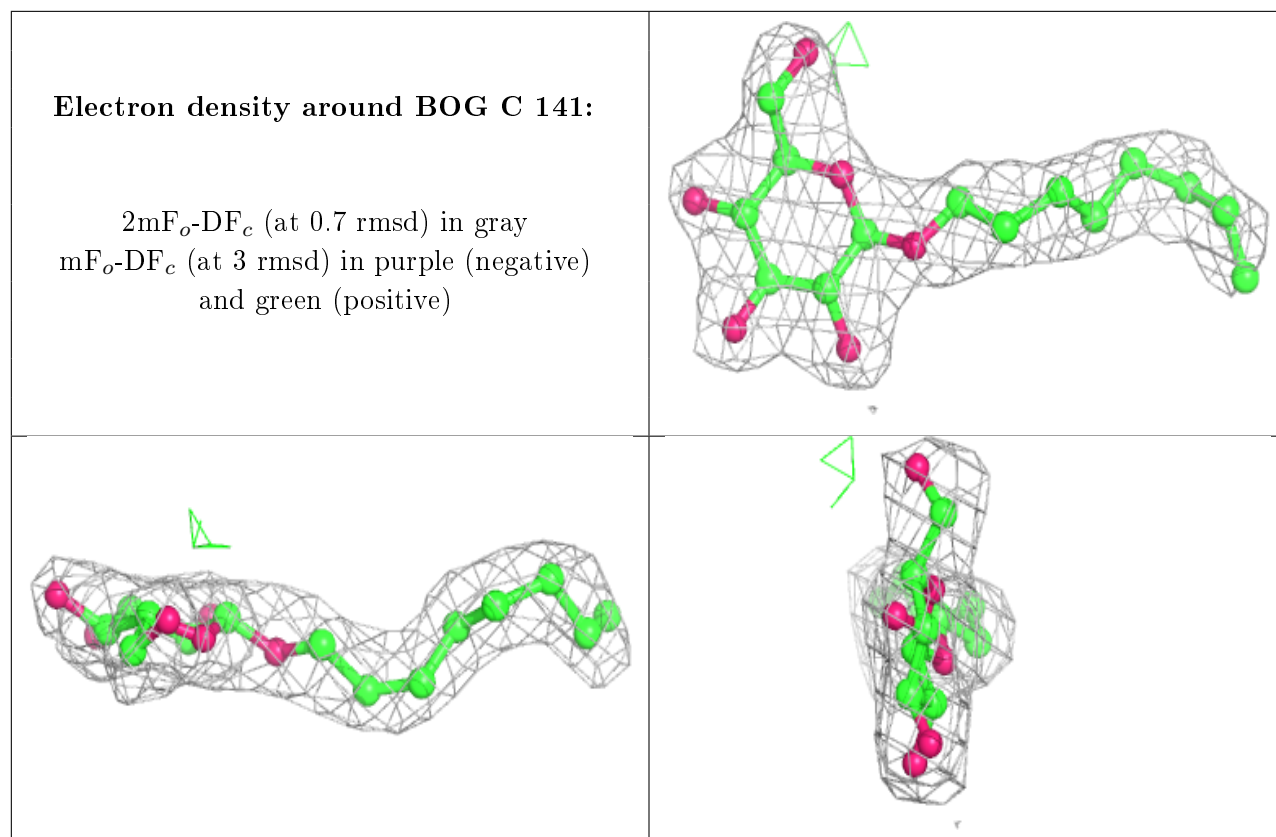 Electron density around BOG C 141:
2mFo-DFc (at 0.7 rmsd) in gray
mFo-DFc (at 3 rmsd) in purple (negative)
and green (positive)